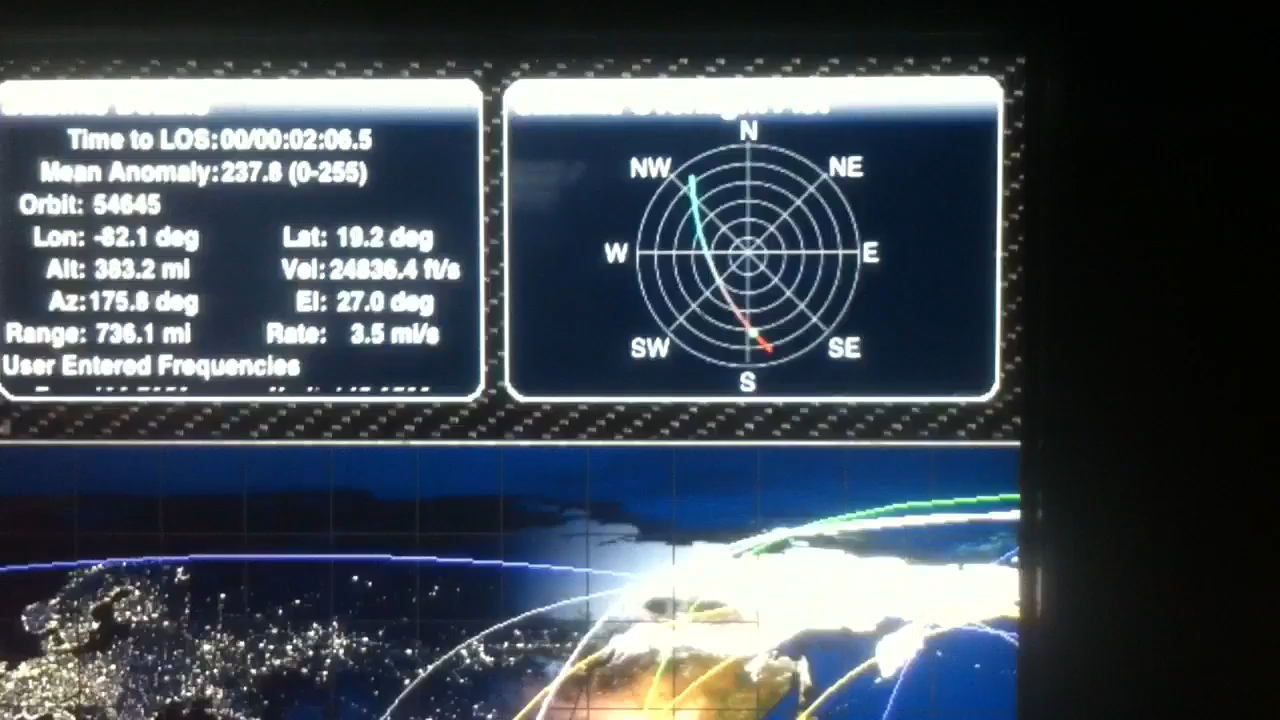 Time to LOS:00/00:02:06.5
Mean Anomaly:237.8 (0-255)
Orbit: 54645
Lon: -82.1 deg Lat: 19.2 deg
Alt: 383.2 mi Vel: 24836.4 ft/s
Az: 175.8 deg El: 27.0 deg
Range: 736.1 mi Rate: 3.5 mi/s
User Entered Frequencies
N
NW NE
W E
SW SE
S